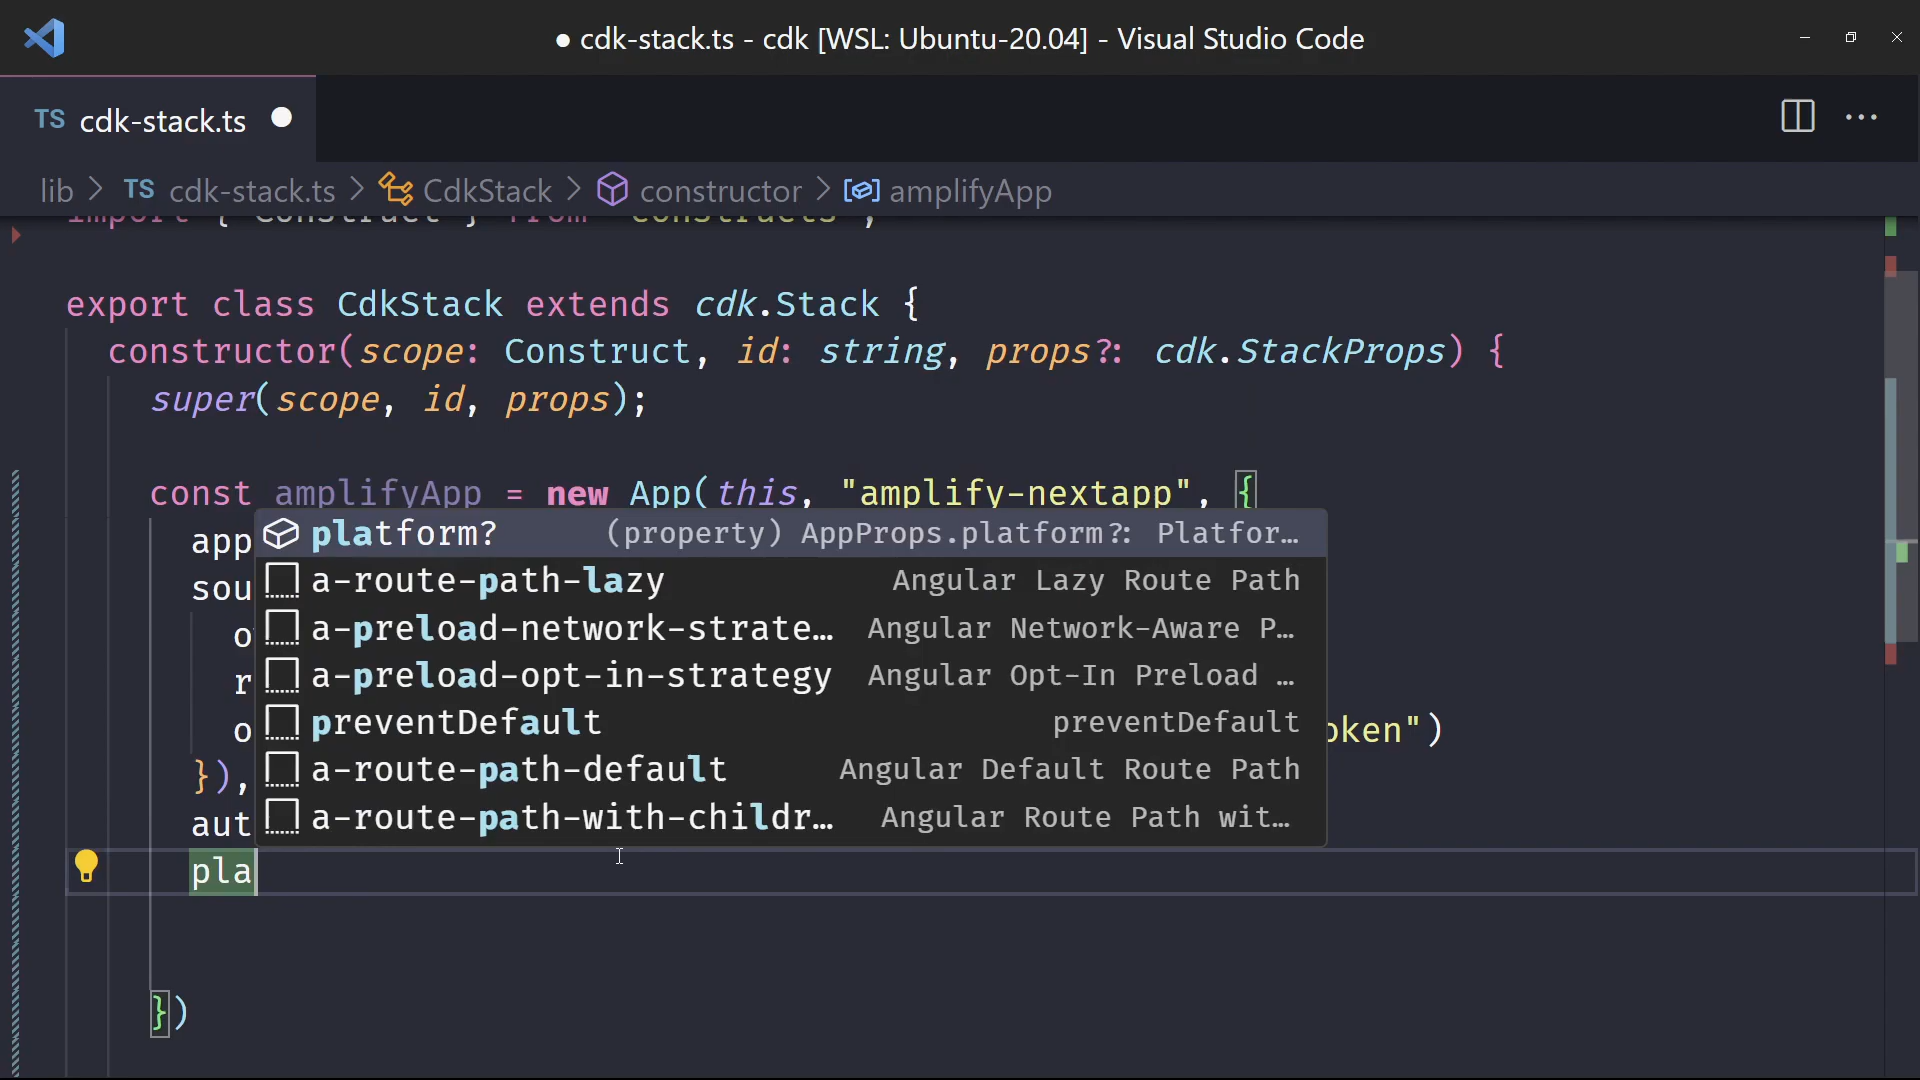 ● cdk-stack.ts - cdk [WSL: Ubuntu-20.04] - Visual Studio Code
TS cdk-stack.ts
lib > TS cdk-stack.ts > CdkStack > constructor > amplifyApp
import { Construct } from "constructs";
export class CdkStack extends cdk.Stack {
constructor(scope: Construct, id: string, props?: cdk.StackProps) {
super(scope, id, props);
const amplifyApp = new App(this, "amplify-nextapp", {
app
platform? (property) AppProps.platform?: Platfor…
sou
a-route-path-lazy Angular Lazy Route Path
o
a-preload-network-strate… Angular Network-Aware P…
r
a-preload-opt-in-strategy Angular Opt-In Preload …
o
preventDefault preventDefault
oken")
}),
a-route-path-default Angular Default Route Path
aut
a-route-path-with-childr… Angular Route Path wit…
pla
})